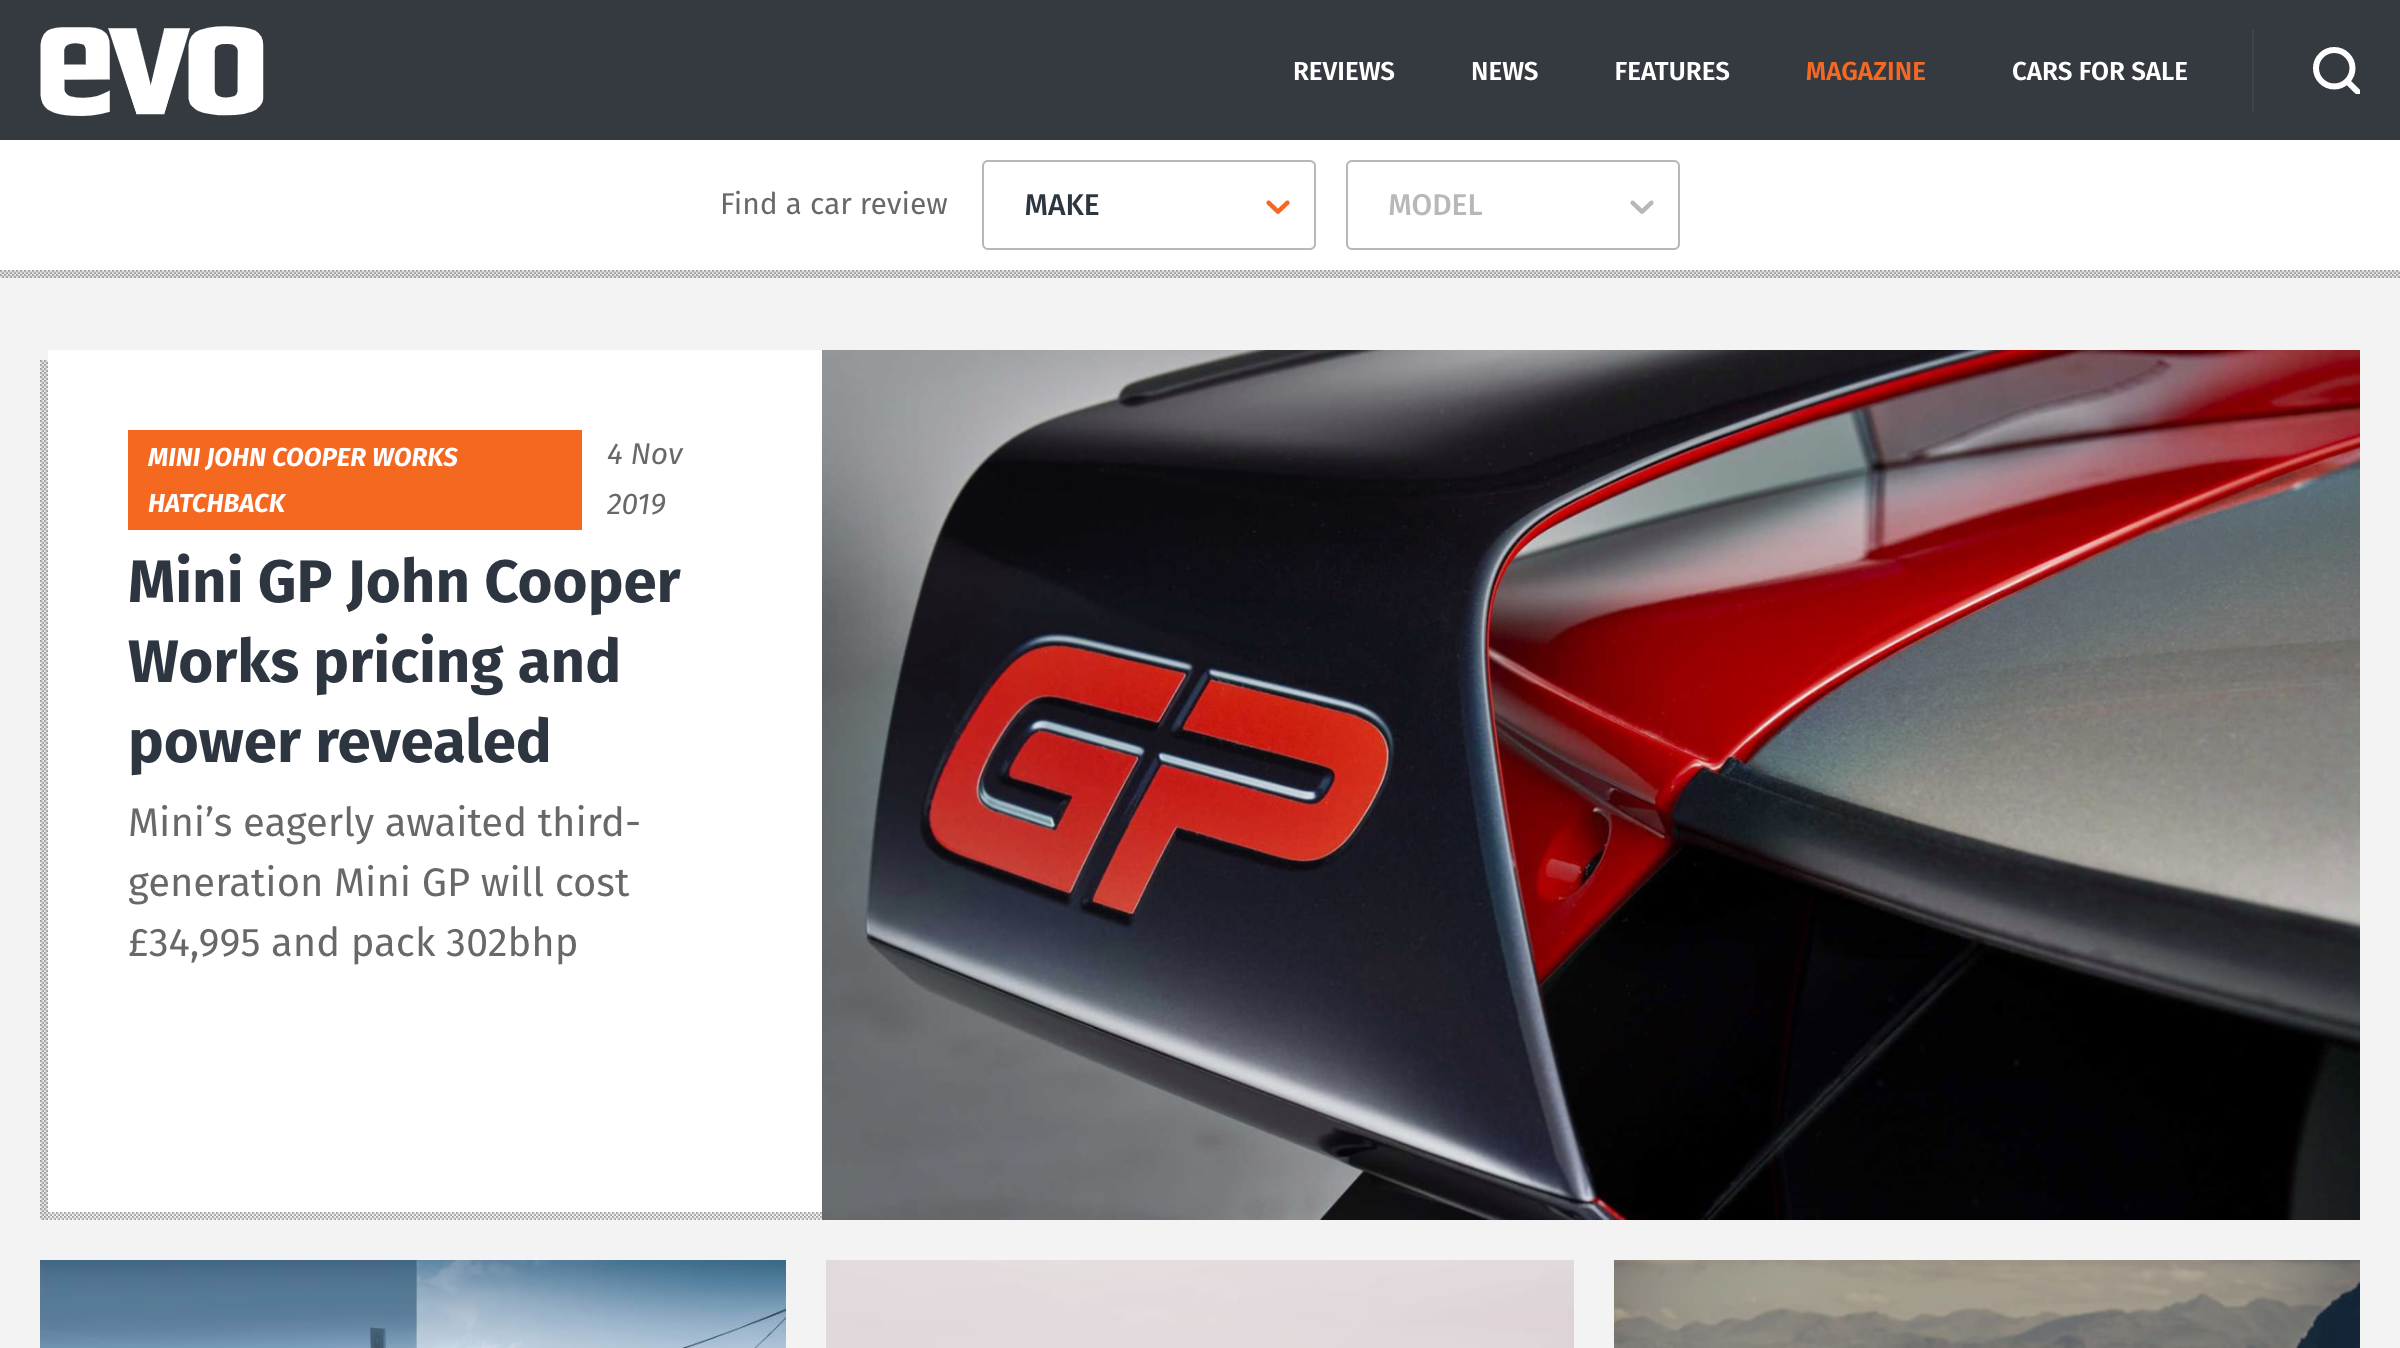 evo
REVIEWS NEWS FEATURES MAGAZINE CARS FOR SALE
Find a car review MAKE MODEL
MINI JOHN COOPER WORKS HATCHBACK
4 Nov 2019
Mini GP John Cooper
Works pricing and
power revealed
Mini’s eagerly awaited third-
generation Mini GP will cost
£34,995 and pack 302bhp
GP